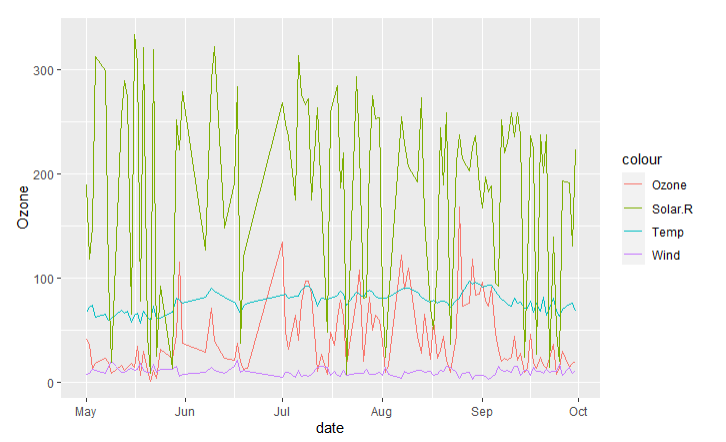 300
200
100
0
Ozone
May
Jun
Jul
Aug
Sep
Oct
date
colour
Ozone
Solar.R
Temp
Wind